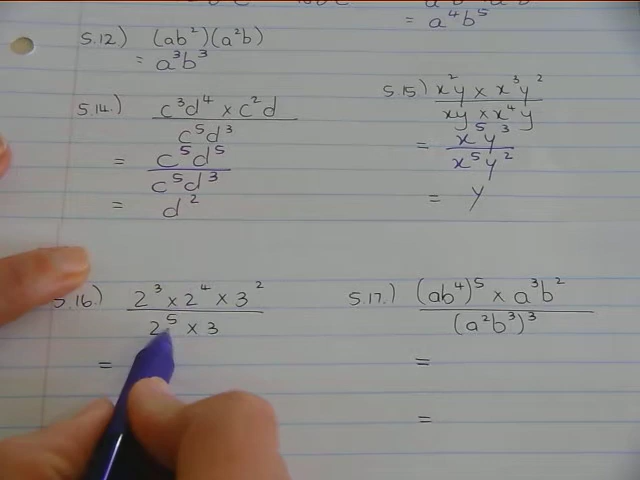 = a⁴b⁵
5.12) (ab²)(a²b)
= a³b³
5.14.) c³d⁴ × c²d
c⁵d³
= c⁵d⁵
c⁵d³
= d²
5.15) x²y × x³y²
xy × x⁴y
= x⁵y³
x⁵y²
= y
5.16.) 2³ × 2⁴ × 3²
2⁵ × 3
=
5.17.) (ab⁴)⁵ × a³b²
(a²b³)³
=
=